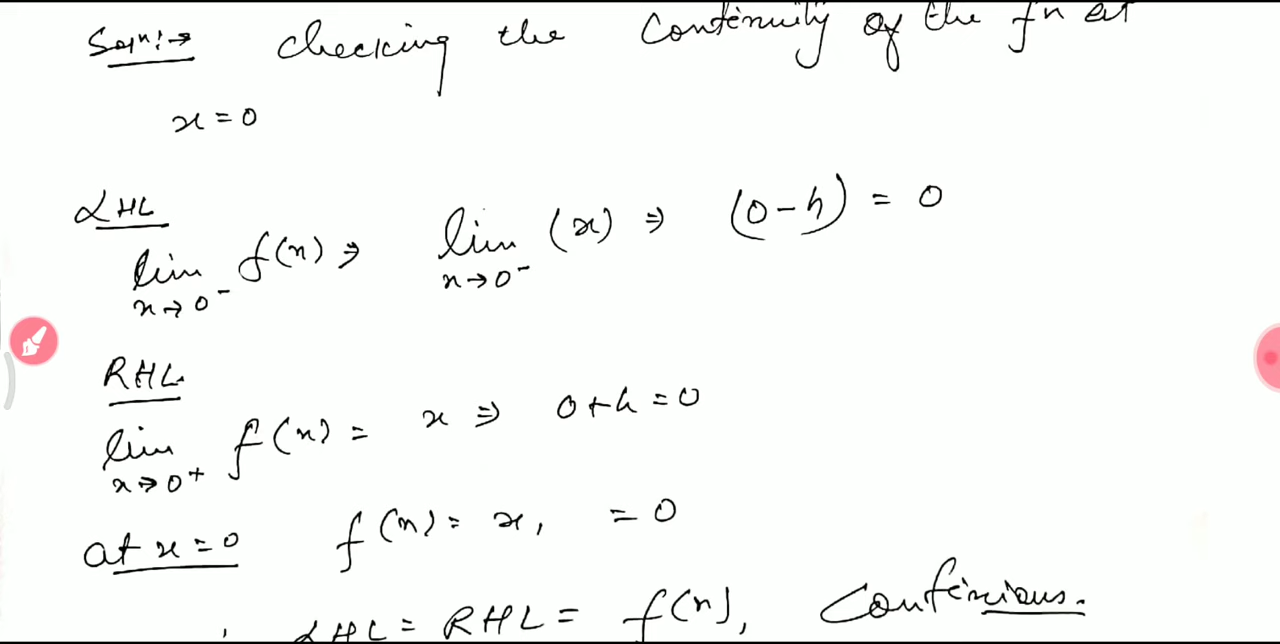 Soln:→ Checking the Continuity of the fn at
x = 0
LHL
lim x→0⁻ f(x) ⇒ lim x→0⁻ (x) ⇒ (0-h) = 0
RHL
lim x→0⁺ f(x) = x ⇒ 0+h = 0
at x = 0 f(x) = x, = 0
LHL = RHL = f(x), Continious.